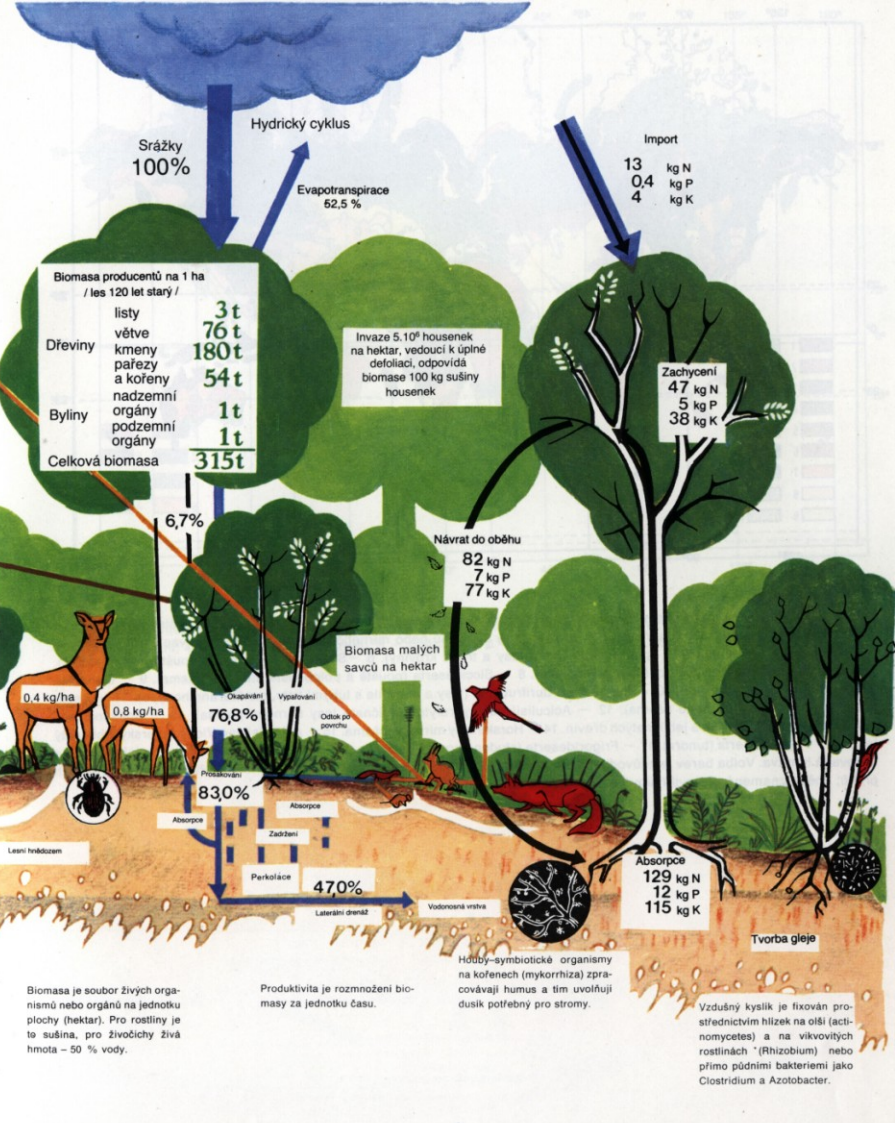 Hydrický cyklus
Srážky
100%
Evapotranspirace
52,5 %
Import
13 kg N
0,4 kg P
4 kg K
Biomasa producentů na 1 ha
/ les 120 let starý /
listy 3 t
větve 76 t
Dřeviny kmeny 180 t
pařezy
a kořeny 54 t
nadzemní
Byliny orgány 1 t
podzemní
orgány 1 t
Celková biomasa 315 t
Invaze 5.10⁶ housenek
na hektar, vedoucí k úplné
defoliaci, odpovídá
biomase 100 kg sušiny
housenek
Zachycení
47 kg N
5 kg P
38 kg K
6,7%
Návrat do oběhu
82 kg N
7 kg P
77 kg K
Biomasa malých
savců na hektar
0,4 kg/ha
0,8 kg/ha
Okapávání
76,8%
Vypařování
Odtok po
povrchu
Prosakování
83,0%
Absorpce
Absorpce
Zadržení
Perkoláce
47,0%
Laterální drenáž
Vodonosná vrstva
Lesní hnědozem
Absorpce
129 kg N
12 kg P
115 kg K
Tvorba gleje
Biomasa je soubor živých orga-
nismů nebo orgánů na jednotku
plochy (hektar). Pro rostliny je
to sušina, pro živočichy živá
hmota – 50 % vody.
Produktivita je rozmnožení bio-
masy za jednotku času.
Houby–symbiotické organismy
na kořenech (mykorrhiza) zpra-
covávají humus a tim uvolňují
dusík potřebný pro stromy.
Vzdušný kyslík je fixován pro-
střednictvím hlízek na olši (acti-
nomycetes) a na vikvovitých
rostlinách (Rhizobium) nebo
přimo půdními bakteriemi jako
Clostridium a Azotobacter.